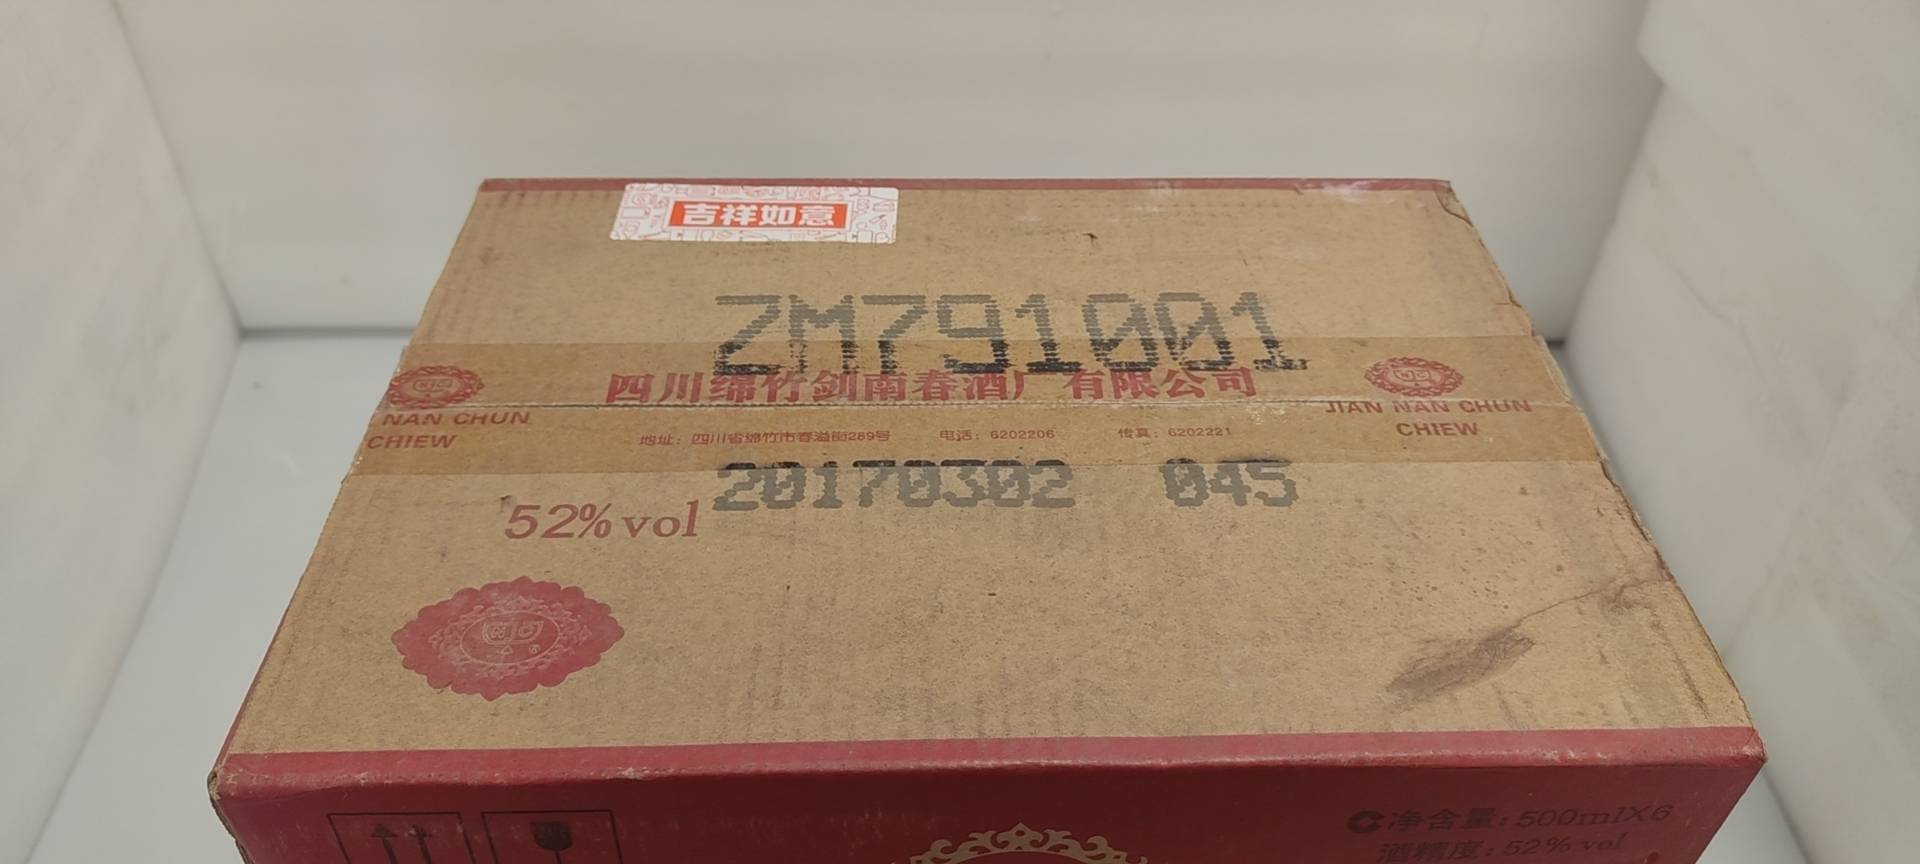 吉祥如意
ZM791001
四川绵竹剑南春酒厂有限公司
NAN CHUN
CHIEW
JIAN NAN CHUN
CHIEW
地址：四川省绵竹市春溢街289号 电话：6202206 传真：6202221
20170302 045
52%vol
净含量：500mlX6
酒精度：52%vol